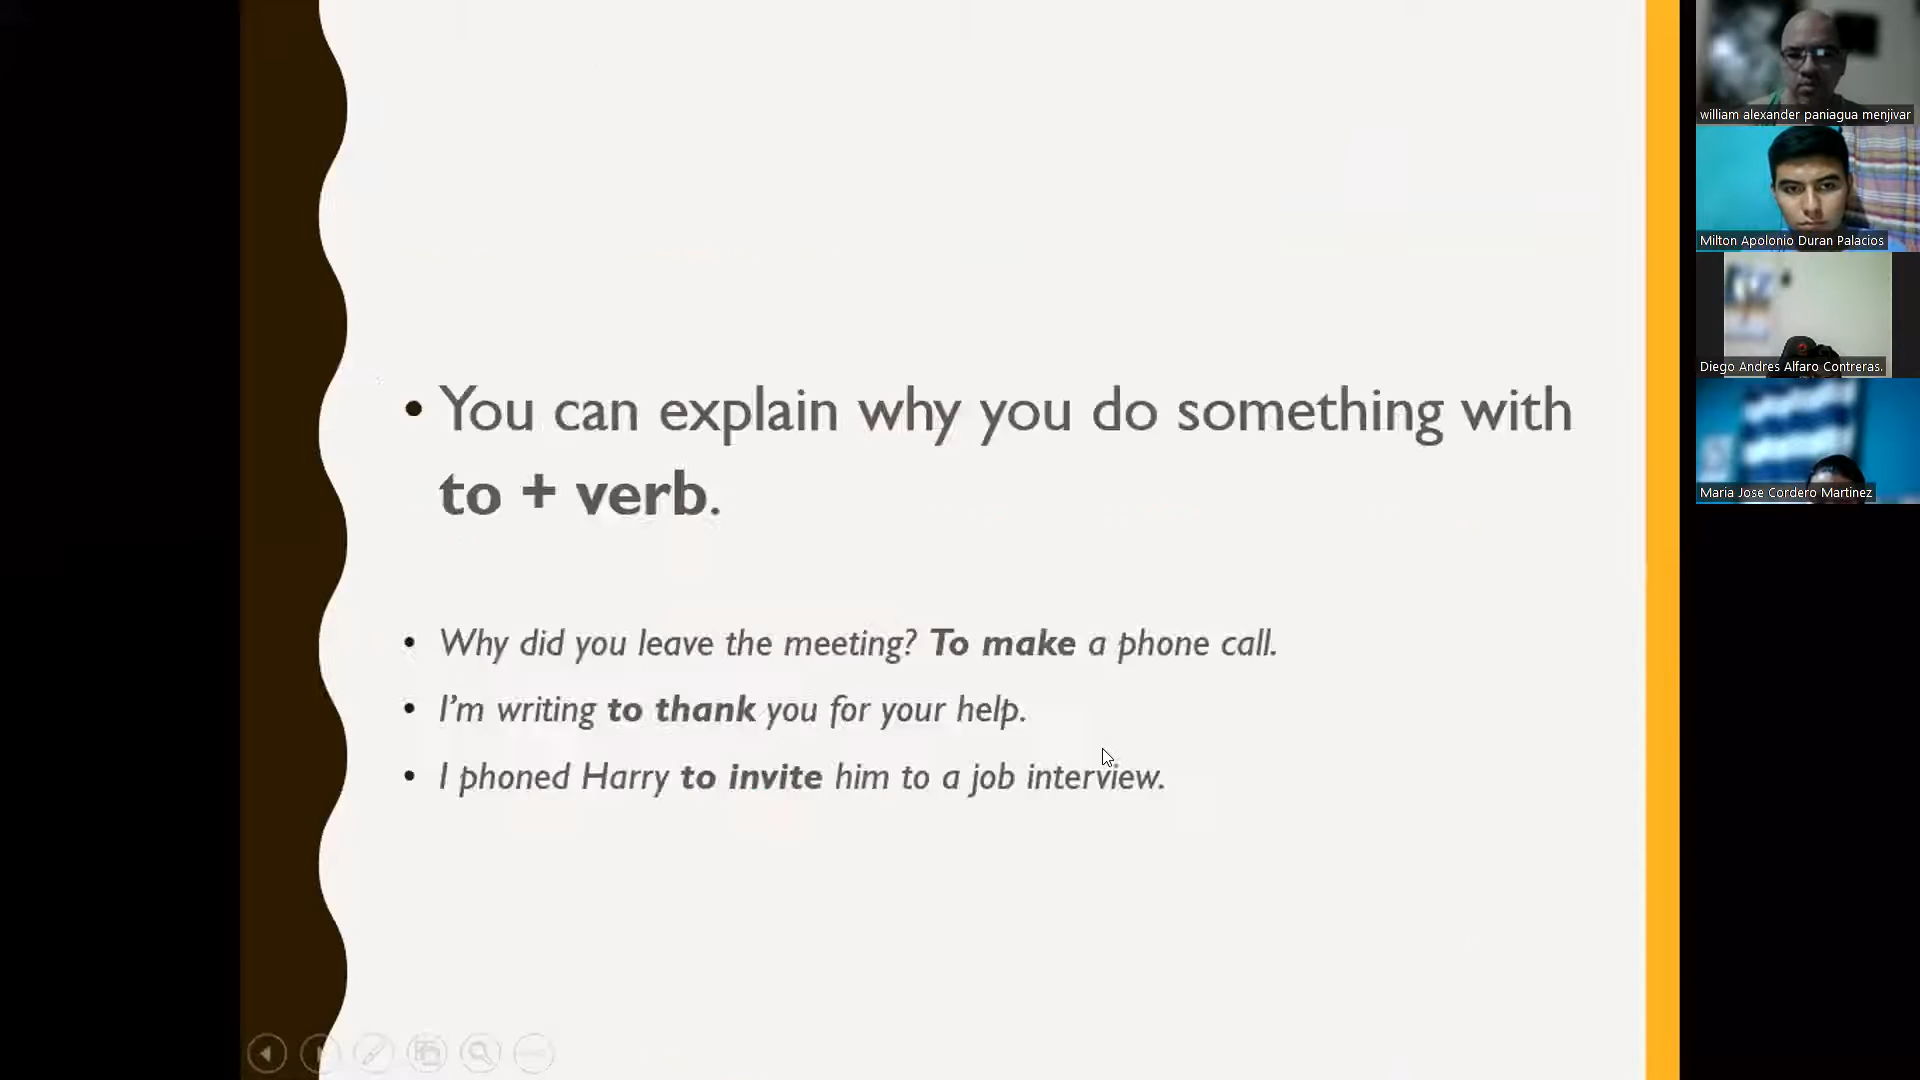 • You can explain why you do something with
to + verb.
• Why did you leave the meeting? To make a phone call.
• I'm writing to thank you for your help.
• I phoned Harry to invite him to a job interview.
william alexander paniagua menjivar
Milton Apolonio Duran Palacios
Diego Andres Alfaro Contreras.
Maria Jose Cordero Martinez